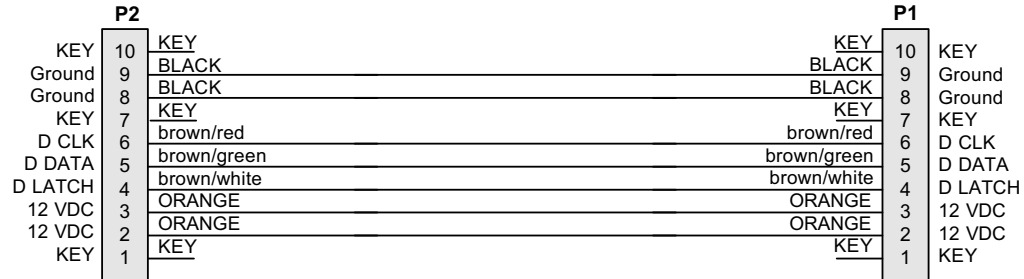 P2 P1
KEY 10 KEY KEY 10 KEY
Ground 9 BLACK BLACK 9 Ground
Ground 8 BLACK BLACK 8 Ground
KEY 7 KEY KEY 7 KEY
D CLK 6 brown/red brown/red 6 D CLK
D DATA 5 brown/green brown/green 5 D DATA
D LATCH 4 brown/white brown/white 4 D LATCH
12 VDC 3 ORANGE ORANGE 3 12 VDC
12 VDC 2 ORANGE ORANGE 2 12 VDC
KEY 1 KEY KEY 1 KEY